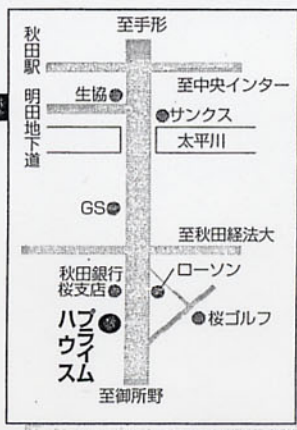 至手形
秋田駅
至中央インター
生協
サンクス
明田地下道
太平川
GS
至秋田経法大
秋田銀行
桜支店
ローソン
プライム
ハウス
桜ゴルフ
至御所野